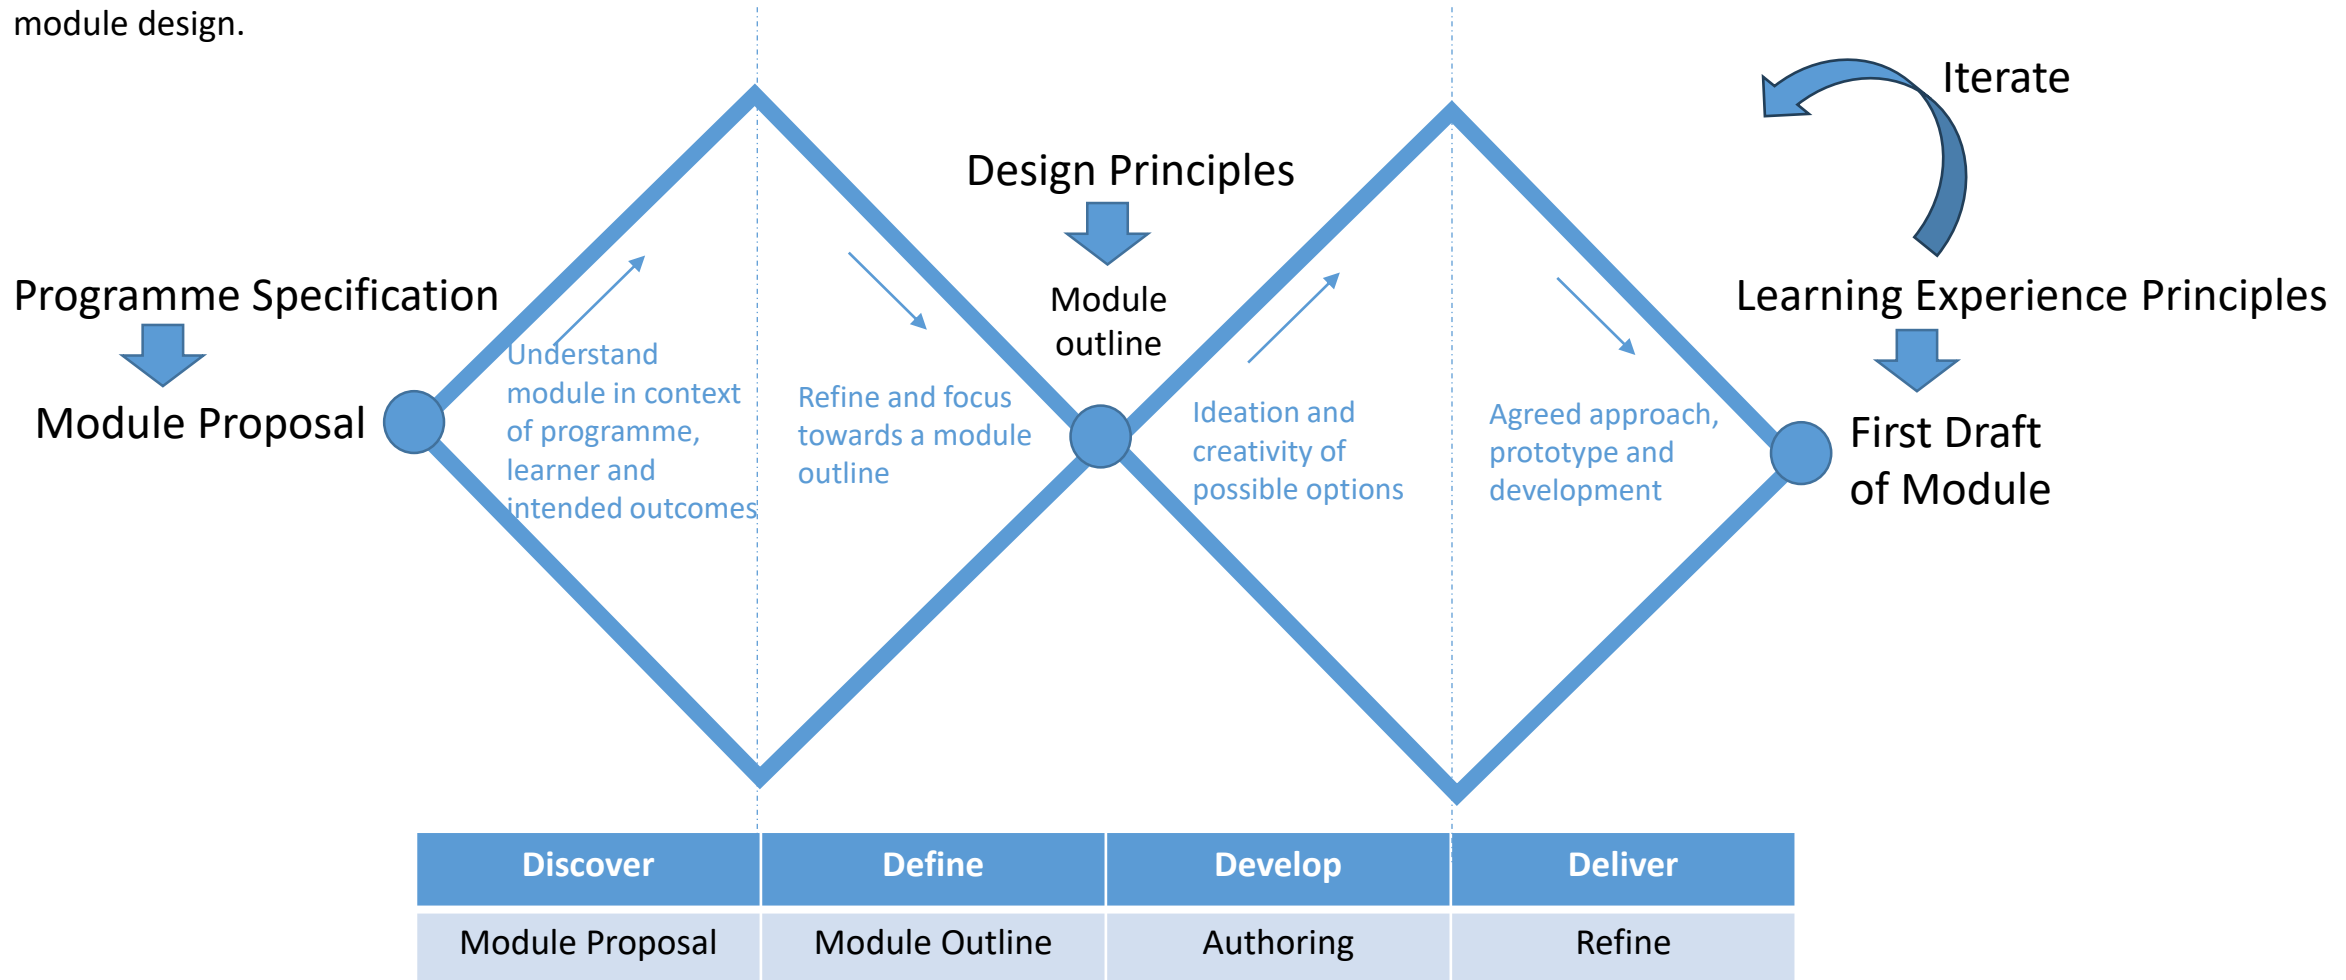 module design.
Iterate
Design Principles
Programme Specification
Module
outline
Learning Experience Principles
Module Proposal
Understand
module in context
of programme,
learner and
intended outcomes
Refine and focus
towards a module
outline
Ideation and
creativity of
possible options
Agreed approach,
prototype and
development
First Draft
of Module
Discover
Define
Develop
Deliver
Module Proposal
Module Outline
Authoring
Refine